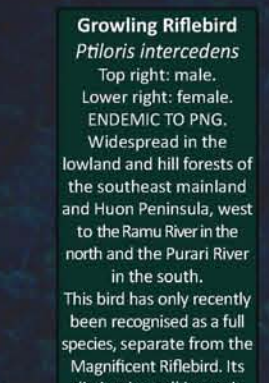 Growling Riflebird
Ptiloris intercedens
Top right: male.
Lower right: female.
ENDEMIC TO PNG.
Widespread in the
lowland and hill forests of
the southeast mainland
and Huon Peninsula, west
to the Ramu River in the
north and the Purari River
in the south.
This bird has only recently
been recognised as a full
species, separate from the
Magnificent Riflebird. Its